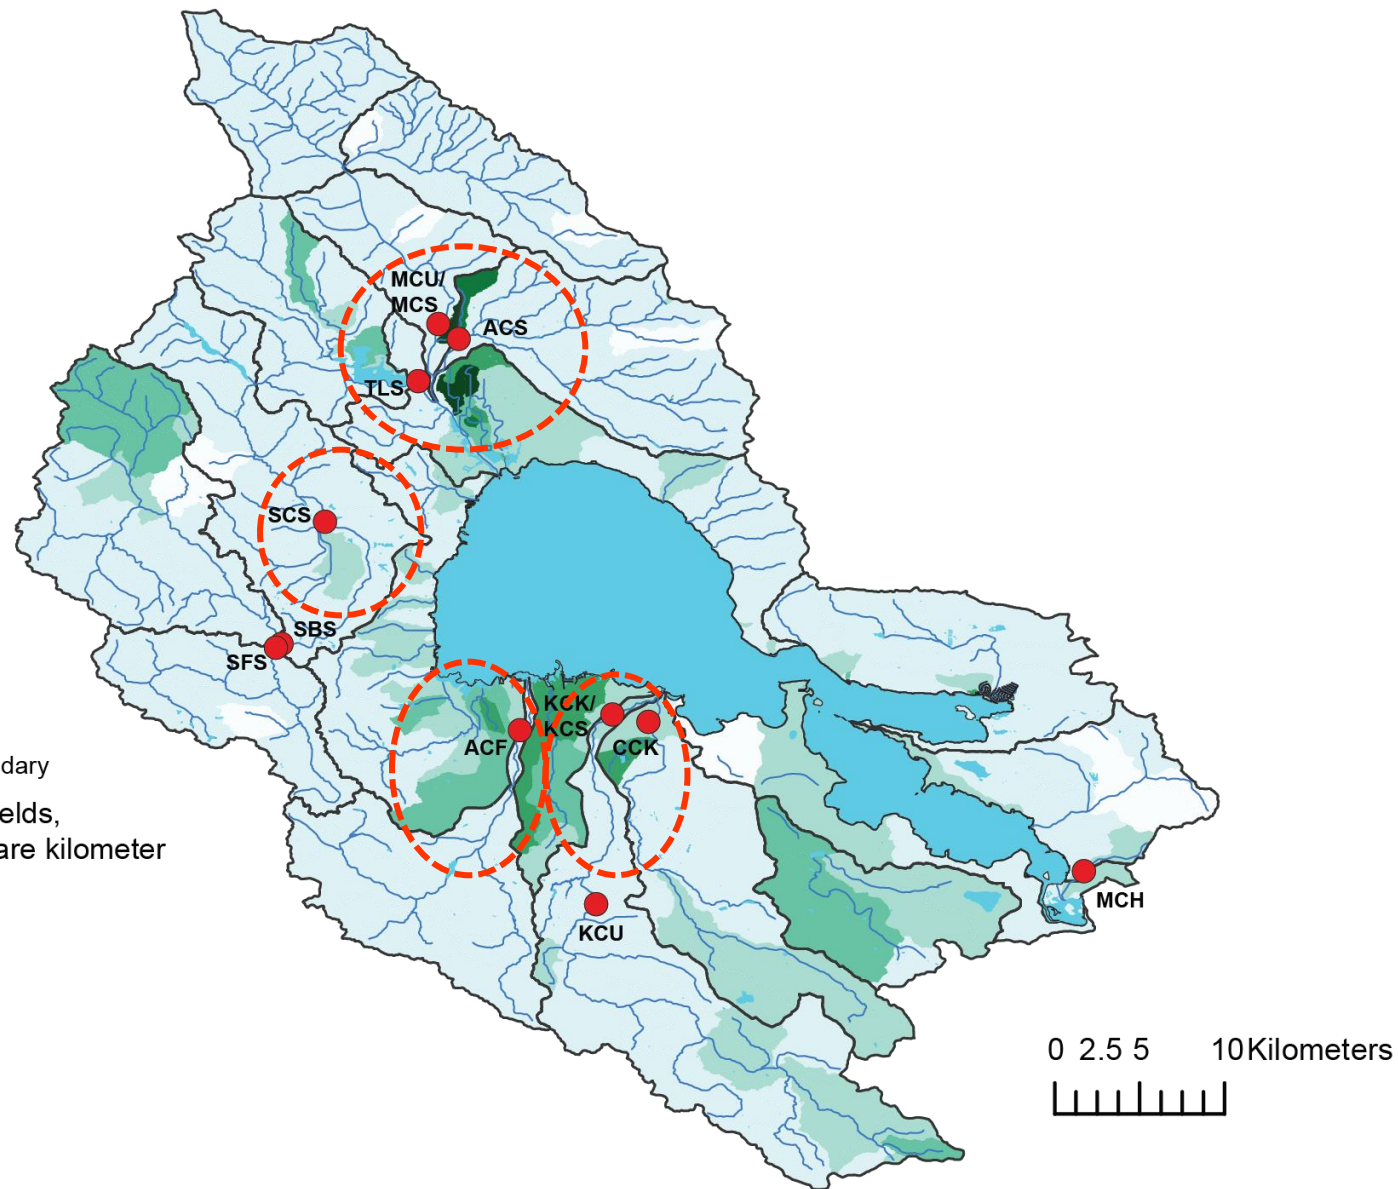 MCU/
MCS
ACS
TLS
SCS
SBS
SFS
KCK/
KCS
ACF
CCK
dary
elds,
are kilometer
MCH
KCU
0 2.5 5 10 Kilometers